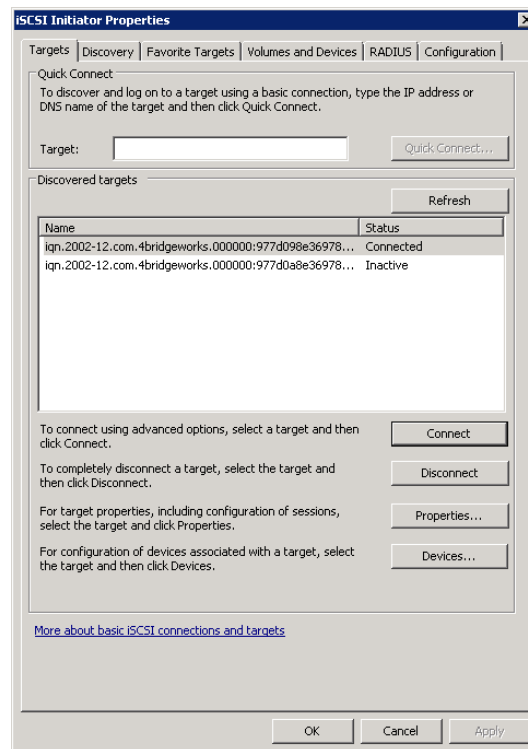 iSCSI Initiator Properties
Targets Discovery Favorite Targets Volumes and Devices RADIUS Configuration
Quick Connect
To discover and log on to a target using a basic connection, type the IP address or
DNS name of the target and then click Quick Connect.
Target:
Quick Connect...
Discovered targets
Refresh
Name Status
iqn.2002-12.com.4bridgeworks.000000:977d098e36978... Connected
iqn.2002-12.com.4bridgeworks.000000:977d0a8e36978... Inactive
To connect using advanced options, select a target and then
click Connect.
Connect
To completely disconnect a target, select the target and
then click Disconnect.
Disconnect
For target properties, including configuration of sessions,
select the target and click Properties.
Properties...
For configuration of devices associated with a target, select
the target and then click Devices.
Devices...
More about basic iSCSI connections and targets
OK Cancel Apply